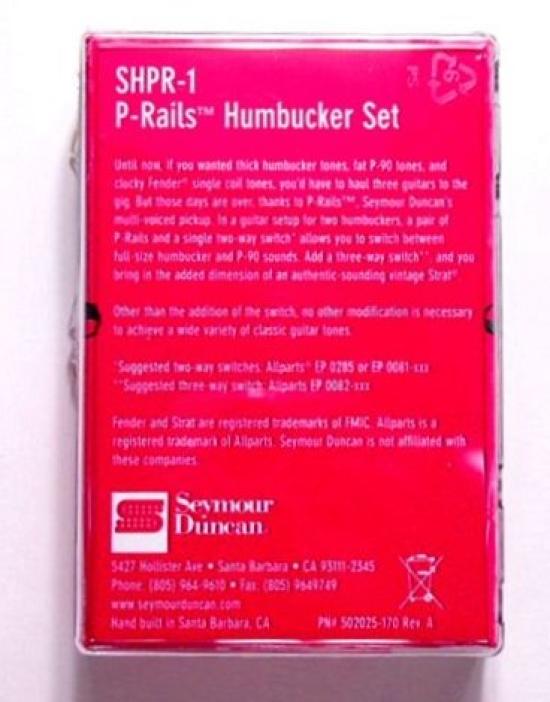 SHPR-1
P-Rails™ Humbucker Set
Until now, if you wanted thick humbucker tones, fat P-90 tones, and
clucky Fender® single coil tones, you'd have to haul three guitars to the
gig. But those days are over, thanks to P-Rails™, Seymour Duncan's
multi-voiced pickup. In a guitar setup for two humbuckers, a pair of
P-Rails and a single two-way switch* allows you to switch between
full-size humbucker and P-90 sounds. Add a three-way switch**, and you
bring in the added dimension of an authentic-sounding vintage Strat®
Other than the addition of the switch, no other modification is necessary
to achieve a wide variety of classic guitar tones.
*Suggested two-way switches: Allparts® EP 0285 or EP 0081-xxx
**Suggested three-way switch: Allparts EP 0082-xxx
Fender and Strat are registered trademarks of FMIC. Allparts is a
registered trademark of Allparts. Seymour Duncan is not affiliated with
these companies.
Seymour
Duncan
5427 Hollister Ave • Santa Barbara • CA 93111-2345
Phone: (805) 964-9610 • Fax: (805) 9649749
www.seymourduncan.com
Hand built in Santa Barbara, CA
PN# 502025-170 Rev. A